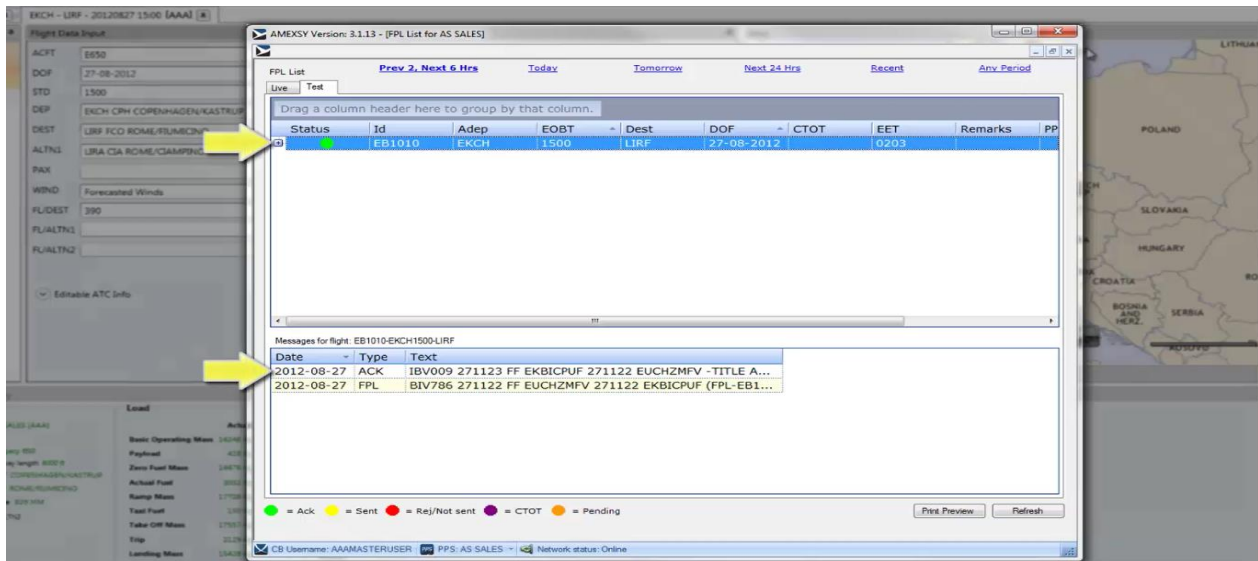 EKCH - LIRF - 20120827 15:00 [AAA]
Flight Data Input
ACFT E650
DOF 27-08-2012
STD 1500
DEP EKCH CPH COPENHAGEN/KASTRUP
DEST LIRF FCO ROME/FIUMICINO
ALTN1 LIRA CIA ROME/CIAMPINO
PAX
WIND Forecasted Winds
FL/DEST 390
FL/ALTN1
FL/ALTN2
Editable ATC Info
AMEXSY Version: 3.1.13 - [FPL List for AS SALES]
FPL List Prev 2, Next 6 Hrs Today Tomorrow Next 24 Hrs Recent Any Period
Live Test
Drag a column header here to group by that column.
Status Id Adep EOBT Dest DOF CTOT EET Remarks PP
EB1010 EKCH 1500 LIRF 27-08-2012 0203
Messages for flight: EB1010-EKCH1500-LIRF
Date Type Text
2012-08-27 ACK IBV009 271123 FF EKBICPUF 271122 EUCHZMFV -TITLE A...
2012-08-27 FPL BIV786 271122 FF EUCHZMFV 271122 EKBICPUF (FPL-EB1...
= Ack = Sent = Rej/Not sent = CTOT = Pending
Print Preview Refresh
CB Username: AAAMASTERUSER PPS: AS SALES Network status: Online
LITHUAN
POLAND
SLOVAKIA
HUNGARY
CROATIA
BOSNIA AND HERZ.
SERBIA
KOSOVO
Load
Basic Operating Mass
Payload
Zero Fuel Mass
Actual Fuel
Ramp Mass
Taxi Fuel
Take Off Mass
Trip
Landing Mass